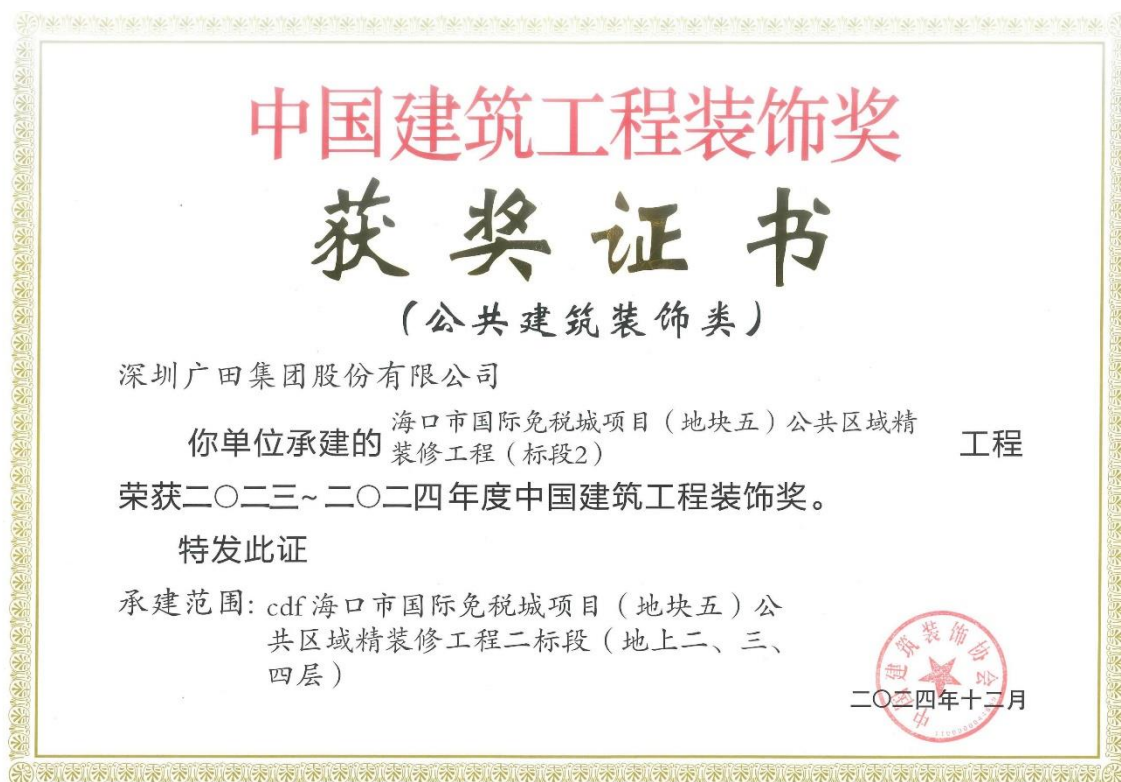 中国建筑工程装饰奖
获奖证书
（公共建筑装饰类）
深圳广田集团股份有限公司
你单位承建的 海口市国际免税城项目（地块五）公共区域精
装修工程（标段2） 工程
荣获二〇二三~二〇二四年度中国建筑工程装饰奖。
特发此证
承建范围: cdf 海口市国际免税城项目（地块五）公
共区域精装修工程二标段（地上二、三、
四层）
中国建筑装饰协会
二〇二四年十二月